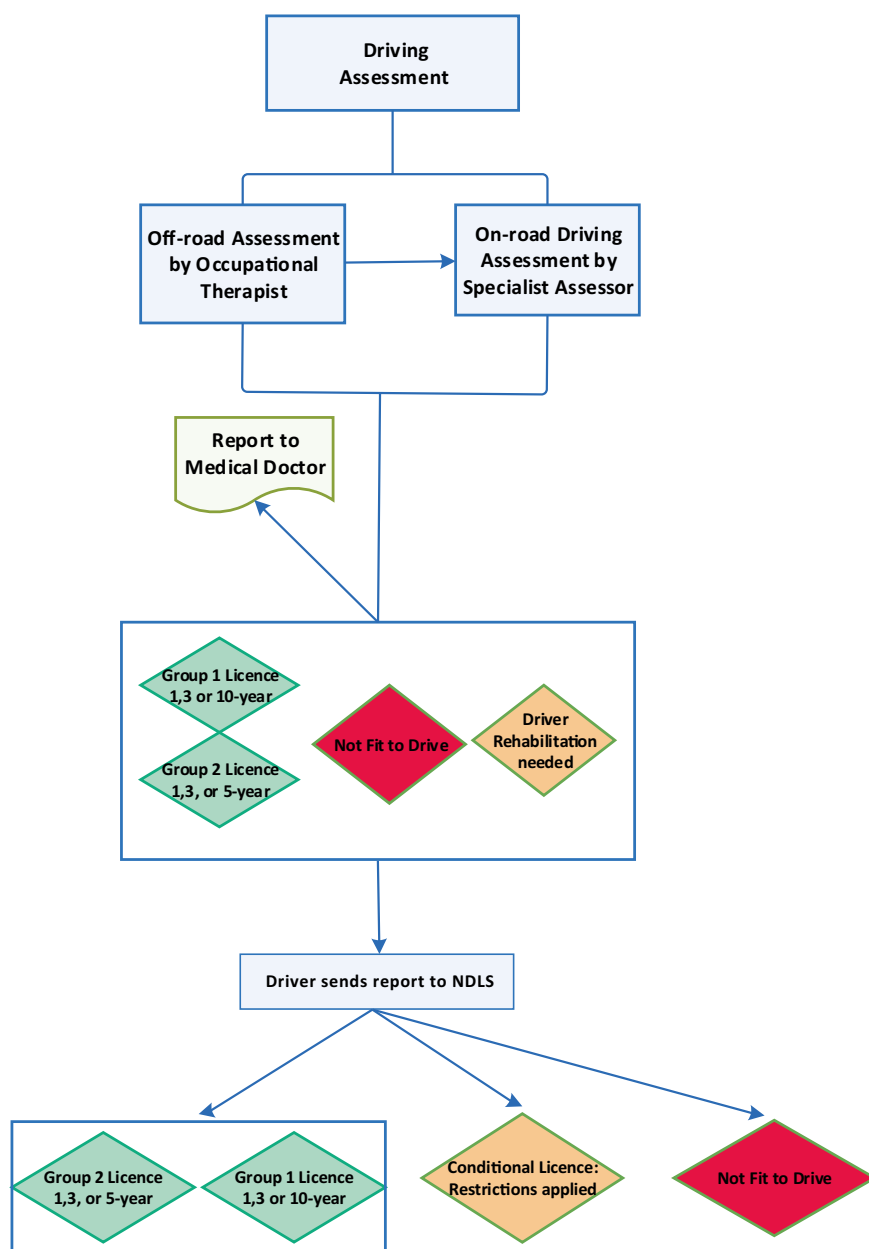 Driving
Assessment
Off-road Assessment
by Occupational
Therapist
On-road Driving
Assessment by
Specialist Assessor
Report to
Medical Doctor
Group 1 Licence
1,3 or 10-year
Group 2 Licence
1,3, or 5-year
Not Fit to Drive
Driver
Rehabilitation
needed
Driver sends report to NDLS
Group 2 Licence
1,3, or 5-year
Group 1 Licence
1,3 or 10-year
Conditional Licence:
Restrictions applied
Not Fit to Drive